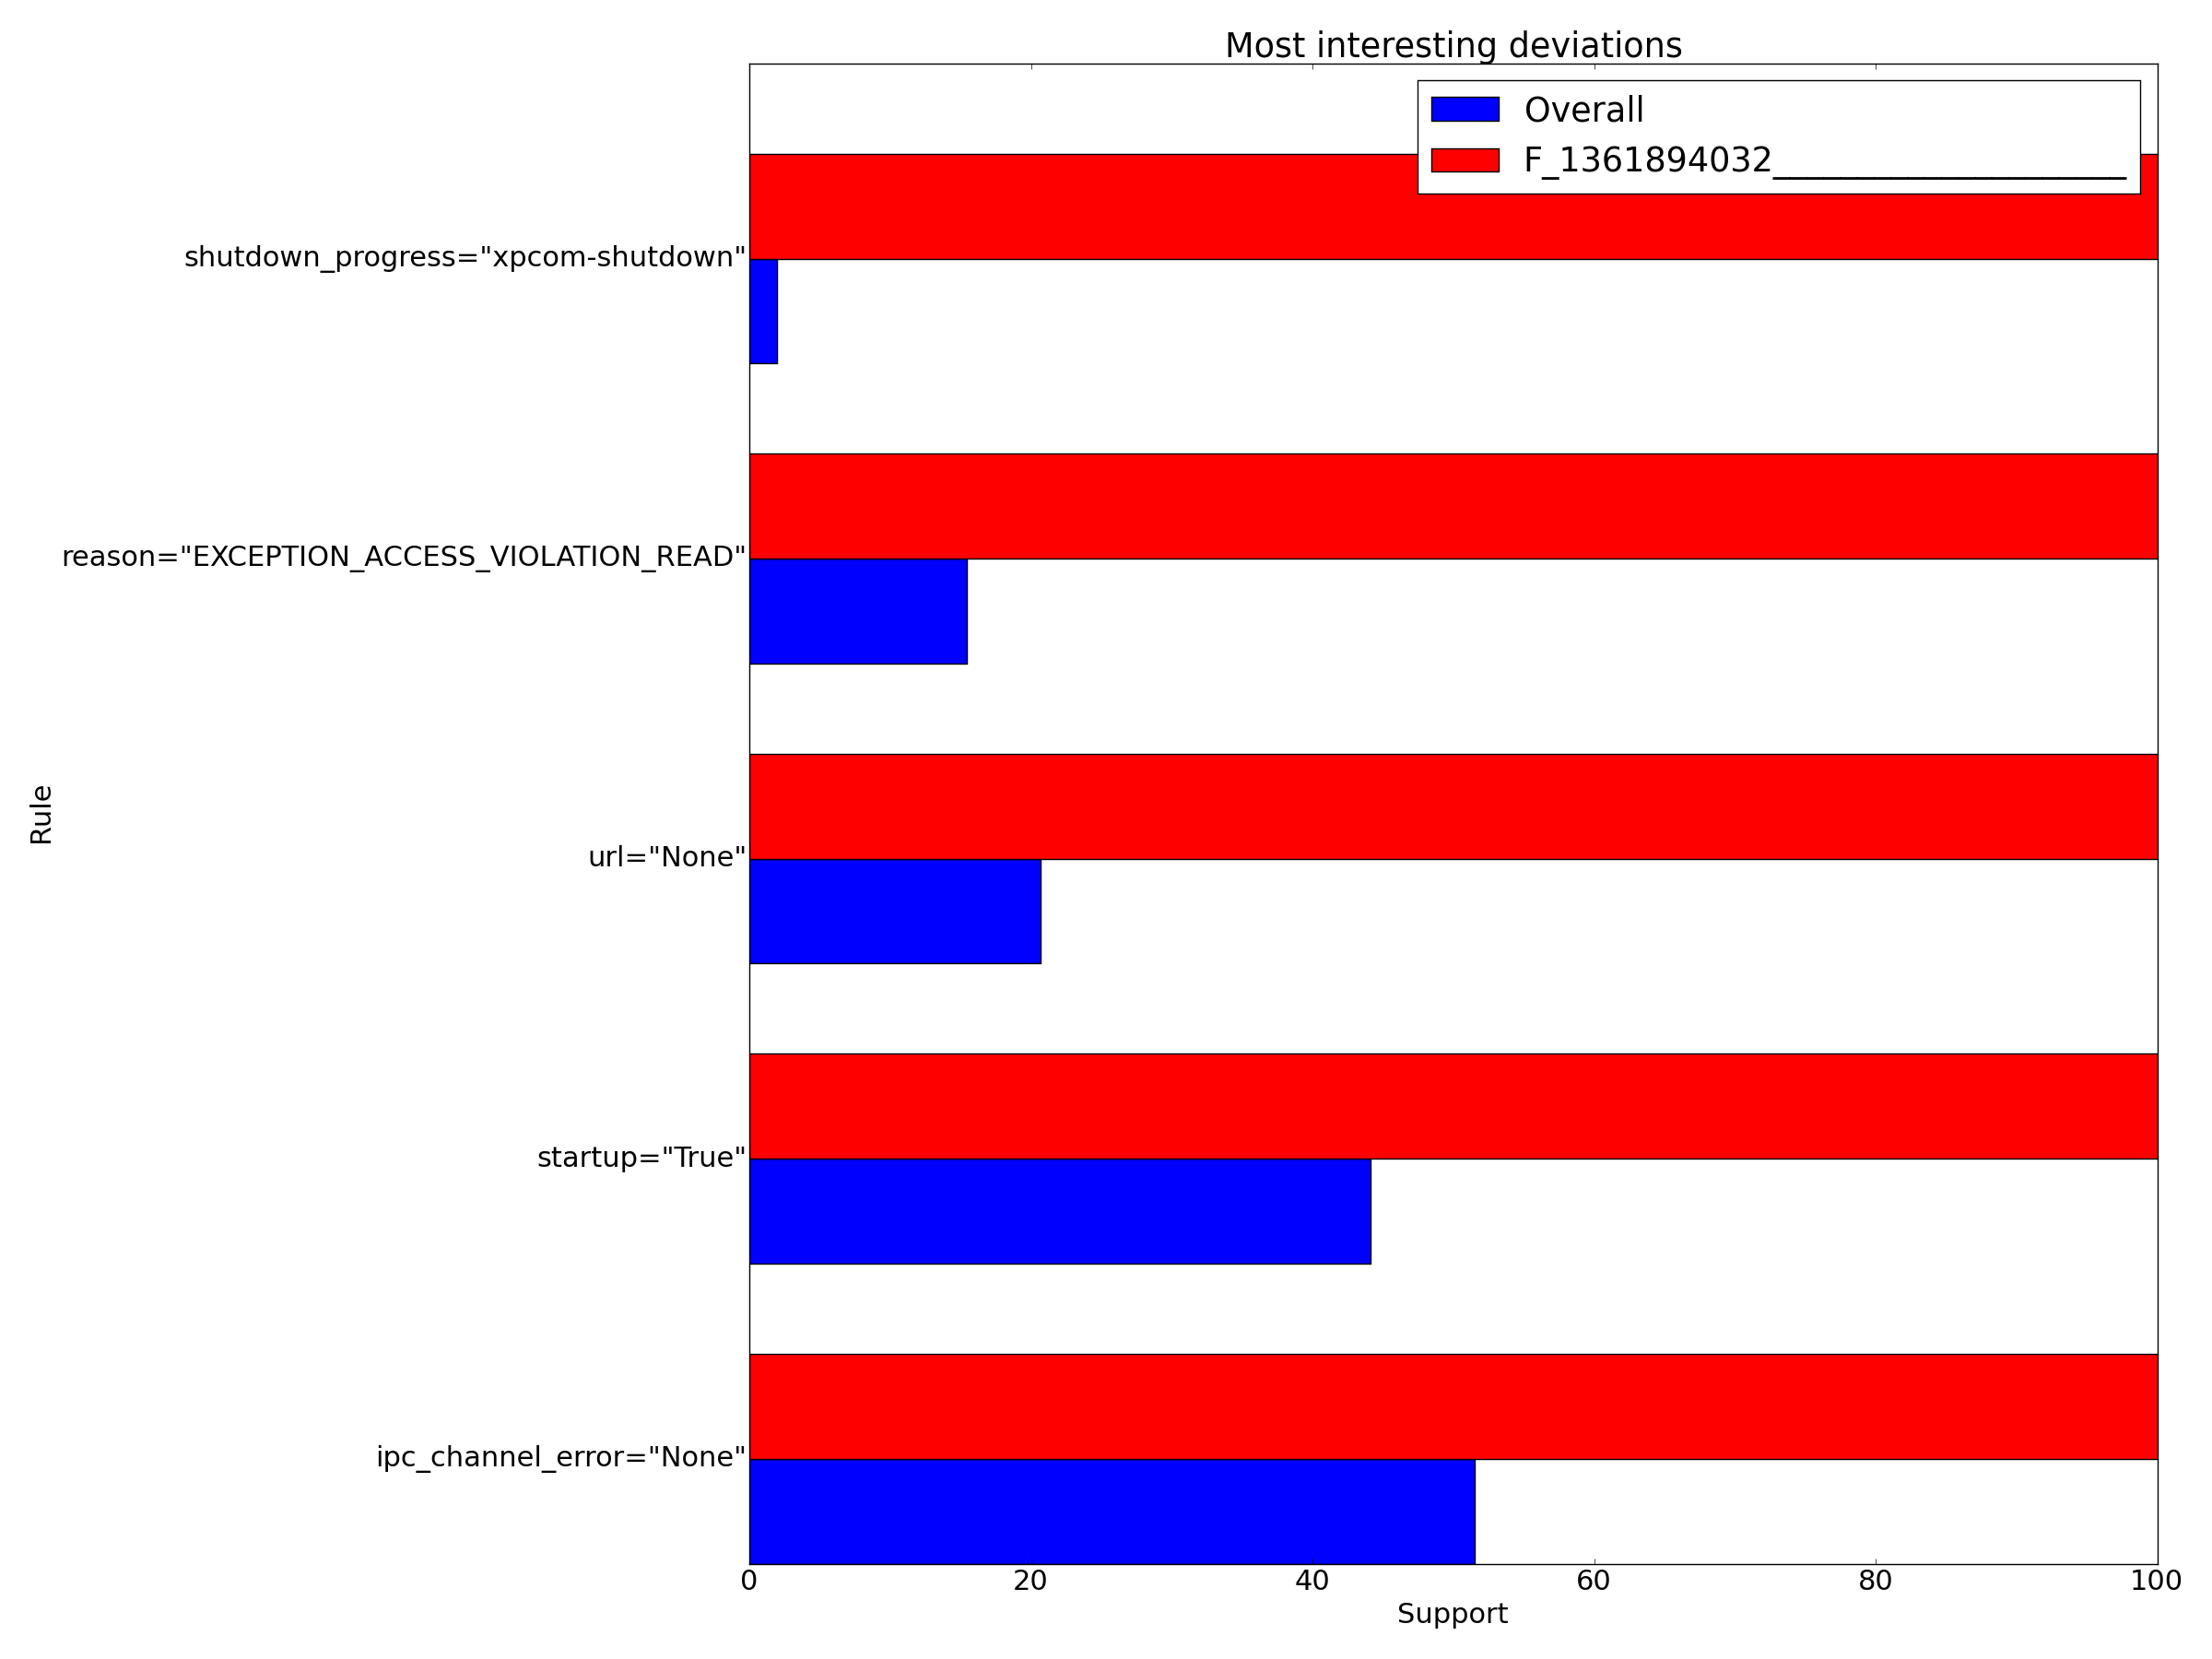 Most interesting deviations
Overall
F_1361894032_____________________
shutdown_progress="xpcom-shutdown"
reason="EXCEPTION_ACCESS_VIOLATION_READ"
url="None"
startup="True"
ipc_channel_error="None"
Rule
0 20 40 60 80 100
Support